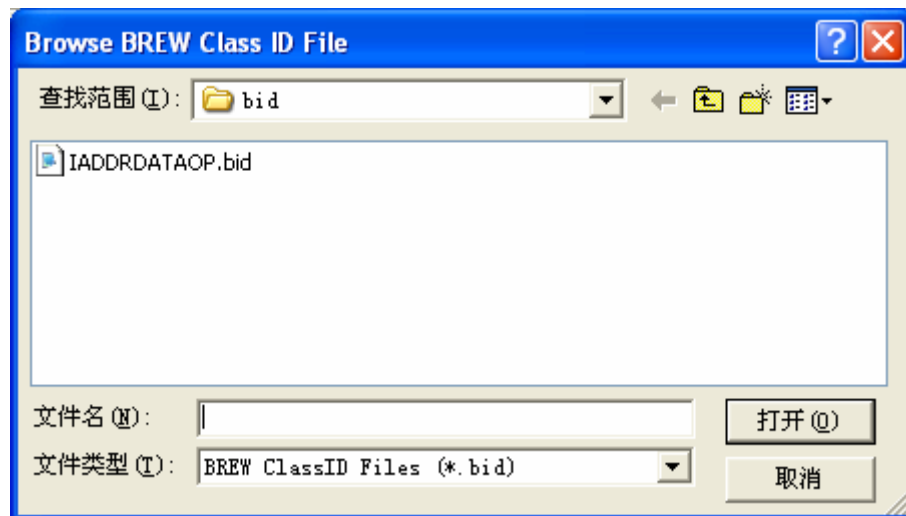 Browse BREW Class ID File
查找范围(I): bid
IADDRDATAOP.bid
文件名(N): 打开(O)
文件类型(T): BREW ClassID Files (*.bid)
取消